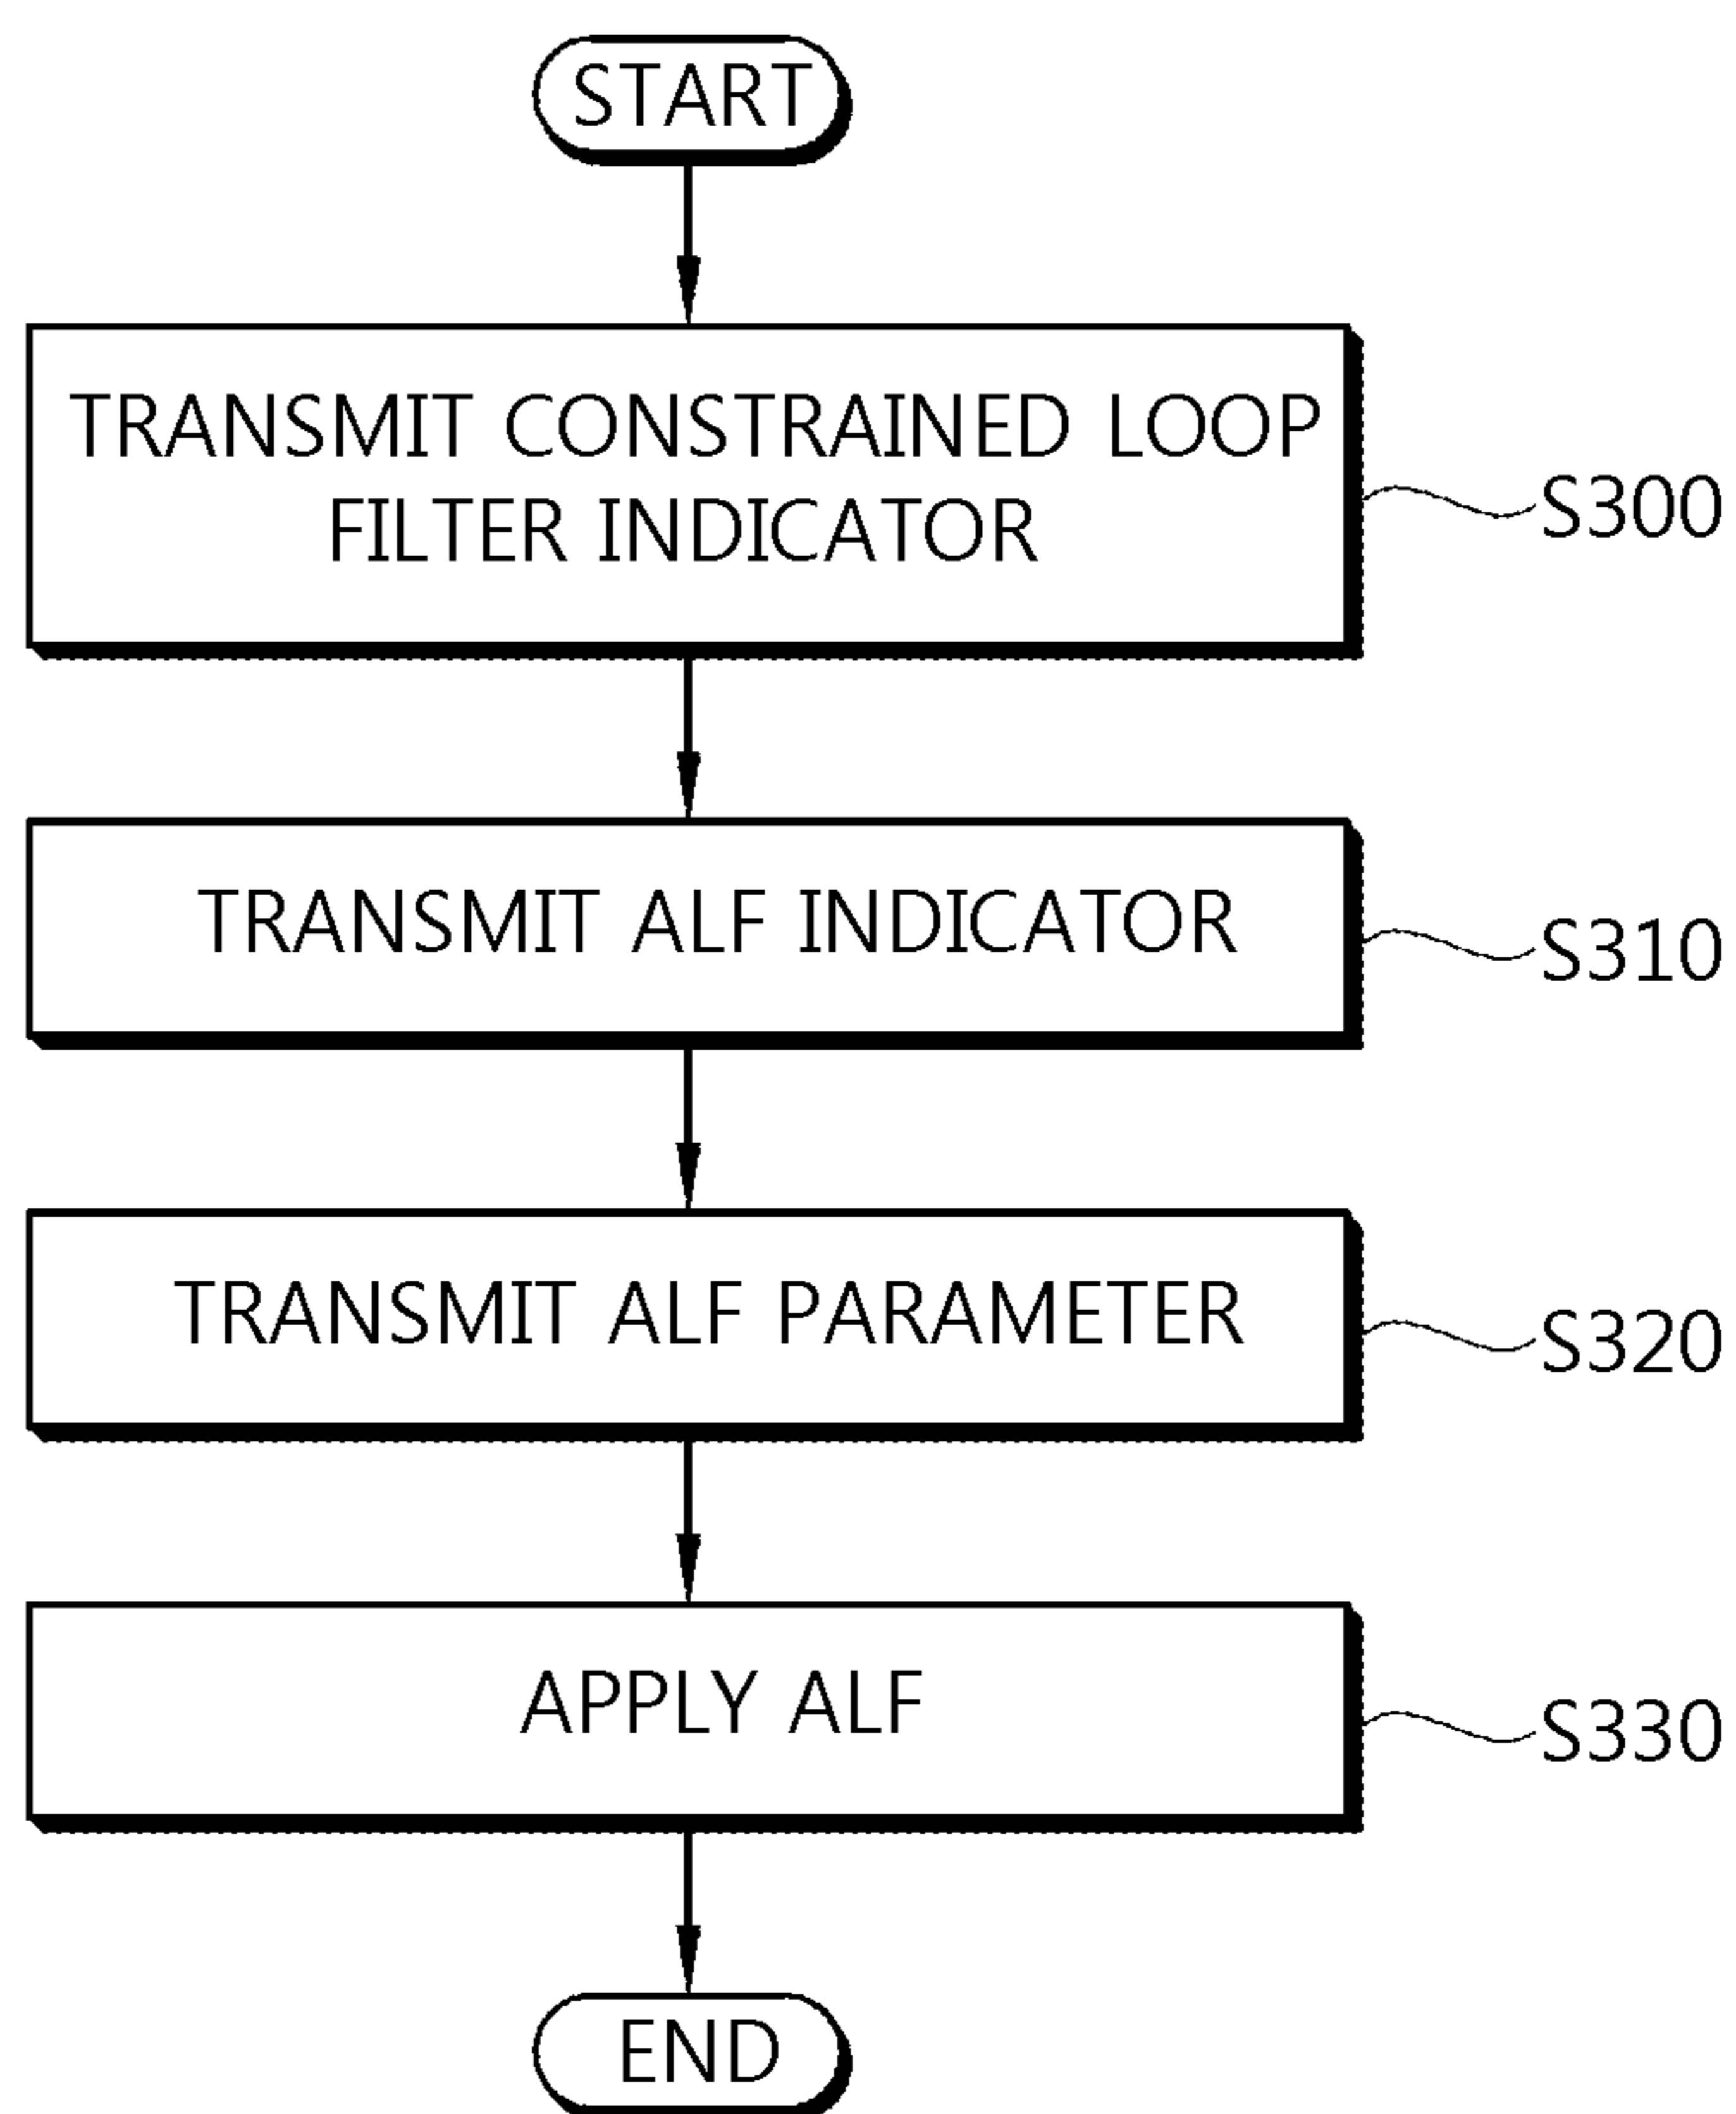 START
TRANSMIT CONSTRAINED LOOP
FILTER INDICATOR
S300
TRANSMIT ALF INDICATOR
S310
TRANSMIT ALF PARAMETER
S320
APPLY ALF
S330
END